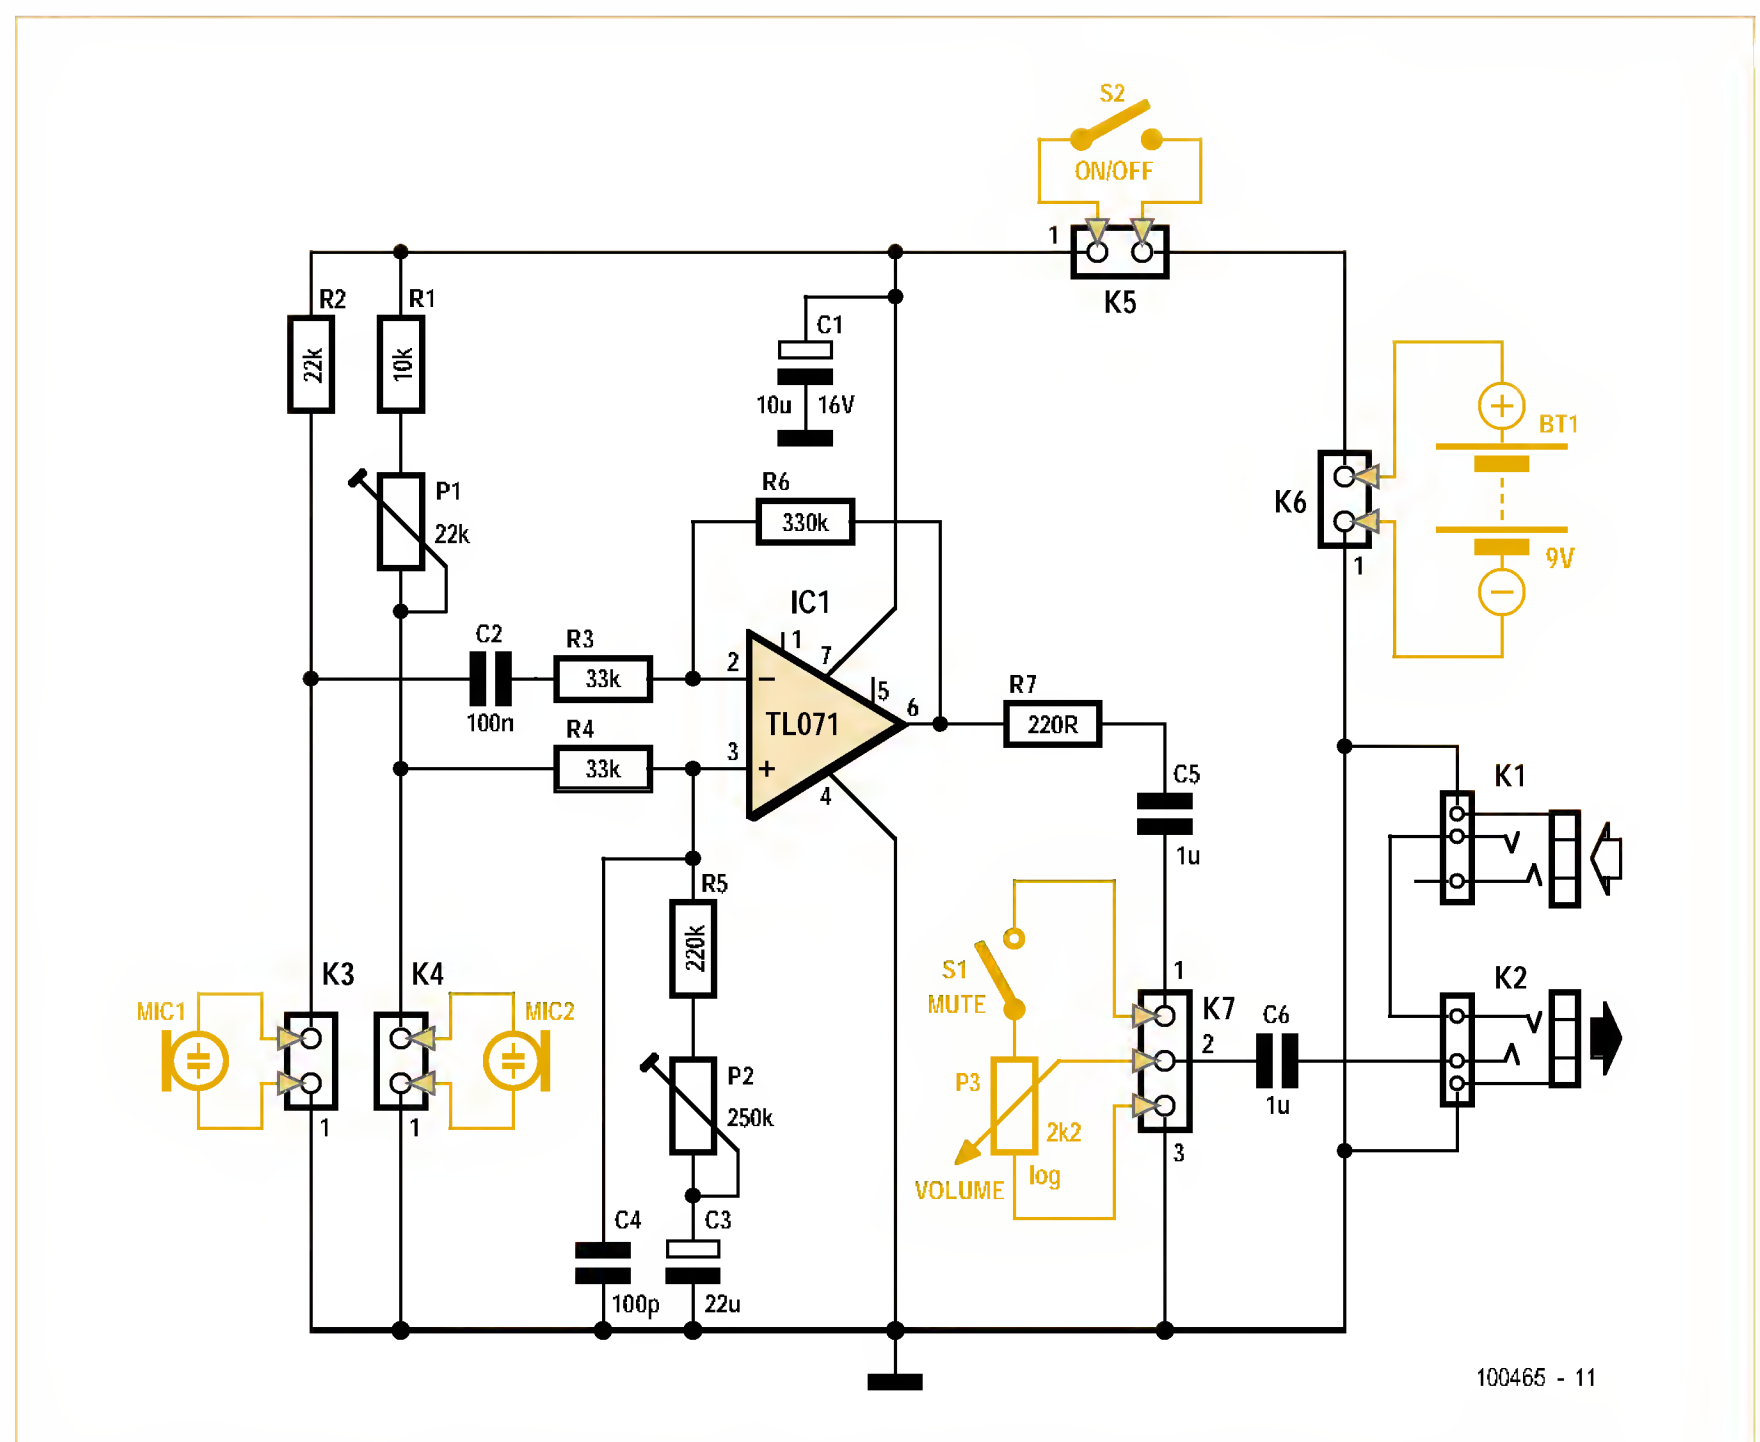 S2
ON/OFF
1
K5
R2
22k
R1
10k
C1
10u
16V
P1
22k
R6
330k
K6
1
BT1
9V
IC1
1
7
5
2
3
4
6
TL071
C2
100n
R3
33k
R4
33k
R7
220R
C5
1u
K1
R5
220k
K3
K4
MIC1
MIC2
1
1
S1
MUTE
1
K7
2
3
C6
1u
K2
P2
250k
P3
2k2
log
VOLUME
C4
100p
C3
22u
100465 - 11